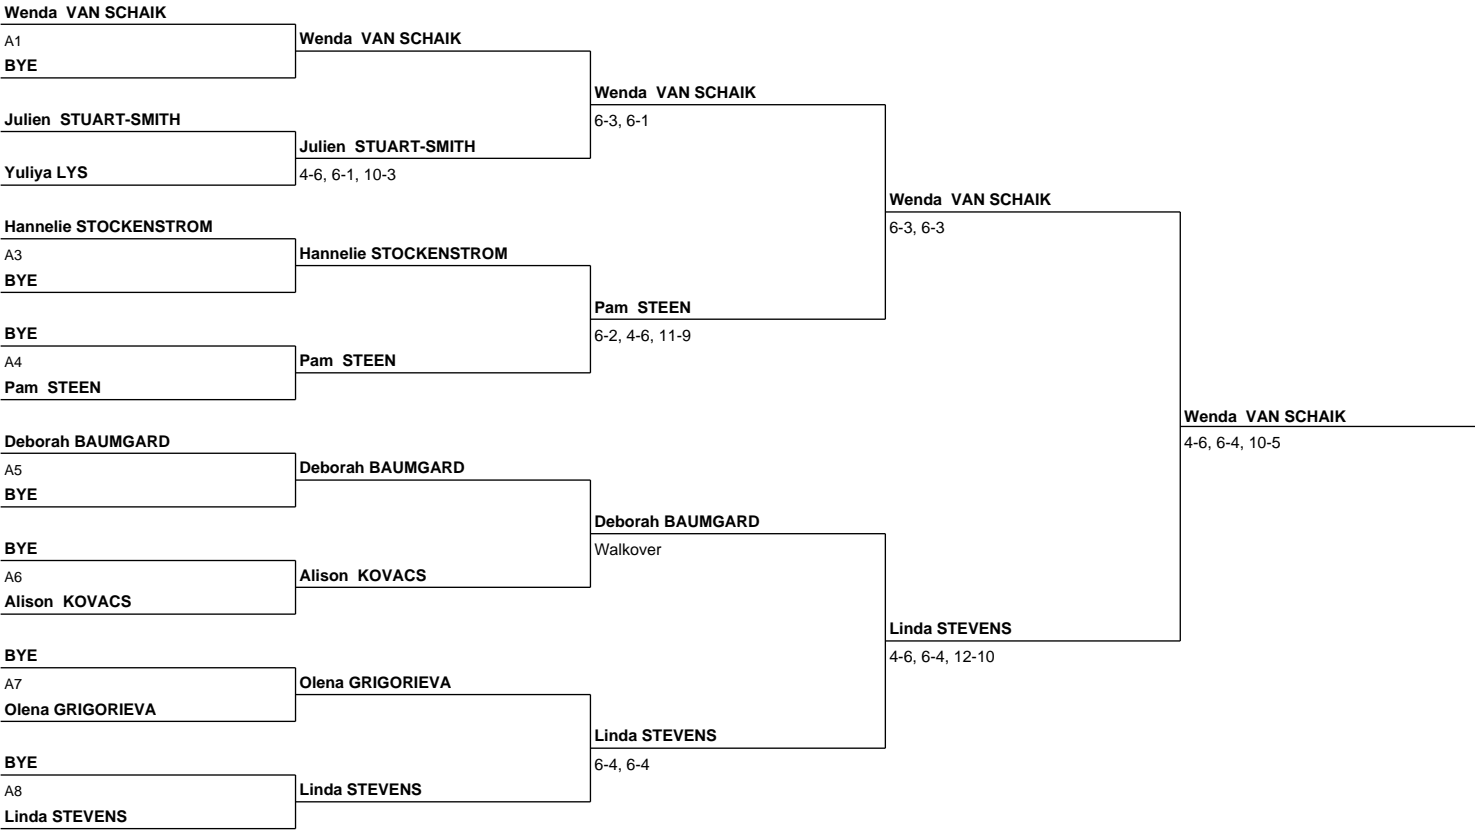 Wenda VAN SCHAIK
A1
BYE
Wenda VAN SCHAIK
Julien STUART-SMITH
Yuliya LYS
Julien STUART-SMITH
4-6, 6-1, 10-3
Wenda VAN SCHAIK
6-3, 6-1
Hannelie STOCKENSTROM
A3
BYE
Hannelie STOCKENSTROM
BYE
A4
Pam STEEN
Pam STEEN
Pam STEEN
6-2, 4-6, 11-9
Wenda VAN SCHAIK
6-3, 6-3
Deborah BAUMGARD
A5
BYE
Deborah BAUMGARD
BYE
A6
Alison KOVACS
Alison KOVACS
Deborah BAUMGARD
Walkover
BYE
A7
Olena GRIGORIEVA
Olena GRIGORIEVA
BYE
A8
Linda STEVENS
Linda STEVENS
Linda STEVENS
6-4, 6-4
Linda STEVENS
4-6, 6-4, 12-10
Wenda VAN SCHAIK
4-6, 6-4, 10-5